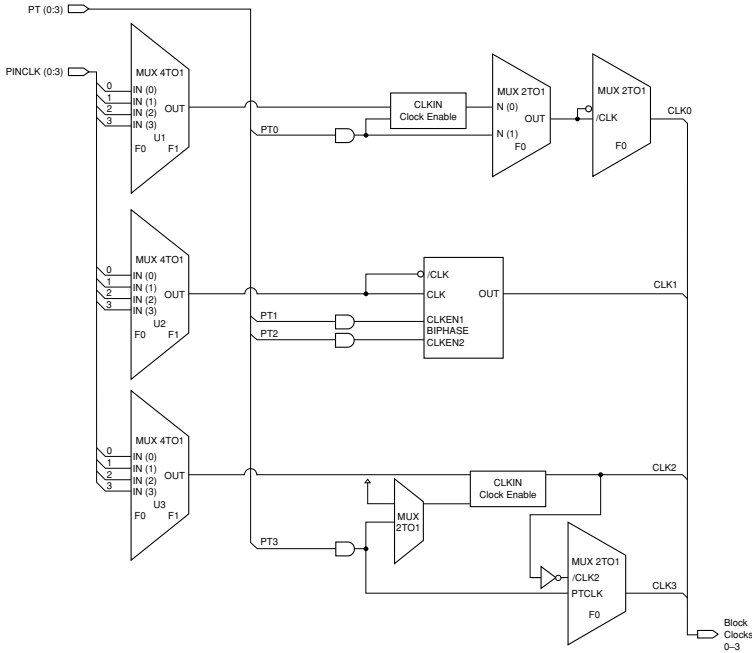 PT (0:3)
PINCLK (0:3)
MUX 4TO1
0 IN (0)
1 IN (1)
2 IN (2)
3 IN (3)
OUT
U1
F0 F1
PT0
CLKIN
Clock Enable
MUX 2TO1
N (0)
OUT
N (1)
F0
MUX 2TO1
/CLK
F0
CLK0
MUX 4TO1
0 IN (0)
1 IN (1)
2 IN (2)
3 IN (3)
OUT
U2
F0 F1
PT1
PT2
/CLK
CLK OUT
CLKEN1
BIPHASE
CLKEN2
CLK1
MUX 4TO1
0 IN (0)
1 IN (1)
2 IN (2)
3 IN (3)
OUT
U3
F0 F1
PT3
MUX
2TO1
CLKIN
Clock Enable
CLK2
MUX 2TO1
/CLK2
PTCLK
F0
CLK3
Block
Clocks
0–3